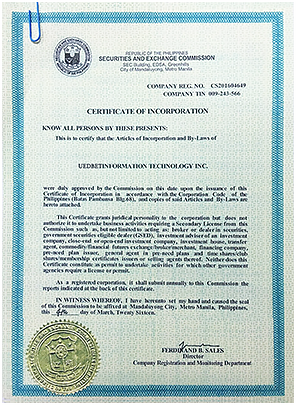 REPUBLIC OF THE PHILIPPINES
SECURITIES AND EXCHANGE COMMISSION
SEC Building, EDSA, Greenhills
City of Mandaluyong, Metro Manila
COMPANY REG. NO. CS201604649
COMPANY TIN 009-243-566
CERTIFICATE OF INCORPORATION
KNOW ALL PERSONS BY THESE PRESENTS:
This is to certify that the Articles of Incorporation and By-Laws of
UEDBETINFORMATION TECHNOLOGY INC.
were duly approved by the Commission on this date upon the issuance of this
Certificate of Incorporation in accordance with the Corporation Code of the
Philippines (Batas Pambansa Blg.68), and copies of said Articles and By-Laws are
hereto attached.
This Certificate grants juridical personality to the corporation but does not
authorize it to undertake business activities requiring a Secondary License from this
Commission such as, but not limited to acting as: broker or dealer in securities,
government securities eligible dealer (GSED), investment adviser of an investment
company, close-end or open-end investment company, investment house, transfer
agent, commodity/financial futures exchange/broker/merchant, financing company,
pre-need plan issuer, general agent in pre-need plans and time shares/club
shares/membership certificates issuers or selling agents thereof. Neither does this
Certificate constitute as permit to undertake activities for which other government
agencies require a license or permit.
As a registered corporation, it shall submit annually to this Commission the
reports indicated at the back of this certificate.
IN WITNESS WHEREOF, I have hereunto set my hand and caused the seal of
this Commission to be affixed at Mandaluyong City, Metro Manila, Philippines,
this day of March, Twenty Sixteen.
FERDINAND B. SALES
Director
Company Registration and Monitoring Department